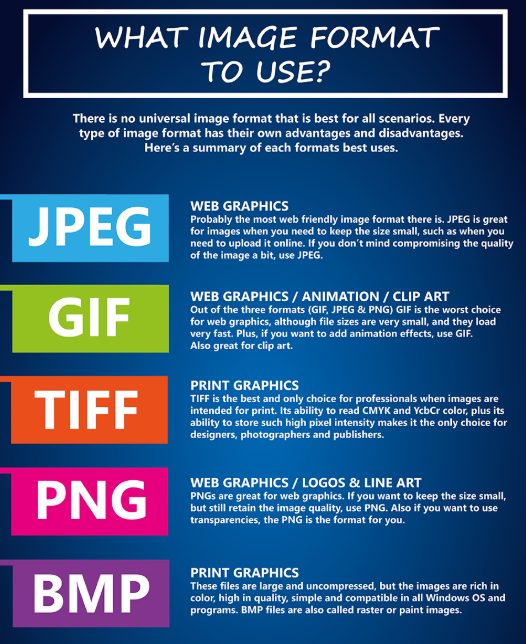 WHAT IMAGE FORMAT
TO USE?
There is no universal image format that is best for all scenarios. Every
type of image format has their own advantages and disadvantages.
Here's a summary of each formats best uses.
JPEG
WEB GRAPHICS
Probably the most web friendly image format there is. JPEG is great
for images when you need to keep the size small, such as when you
need to upload it online. If you don't mind compromising the quality
of the image a bit, use JPEG.
GIF
WEB GRAPHICS / ANIMATION / CLIP ART
Out of the three formats (GIF, JPEG & PNG) GIF is the worst choice
for web graphics, although file sizes are very small, and they load
very fast. Plus, if you want to add animation effects, use GIF.
Also great for clip art.
TIFF
PRINT GRAPHICS
TIFF is the best and only choice for professionals when images are
intended for print. Its ability to read CMYK and YcbCr color, plus its
ability to store such high pixel intensity makes it the only choice for
designers, photographers and publishers.
PNG
WEB GRAPHICS / LOGOS & LINE ART
PNGs are great for web graphics. If you want to keep the size small,
but still retain the image quality, use PNG. Also if you want to use
transparencies, the PNG is the format for you.
BMP
PRINT GRAPHICS
These files are large and uncompressed, but the images are rich in
color, high in quality, simple and compatible in all Windows OS and
programs. BMP files are also called raster or paint images.